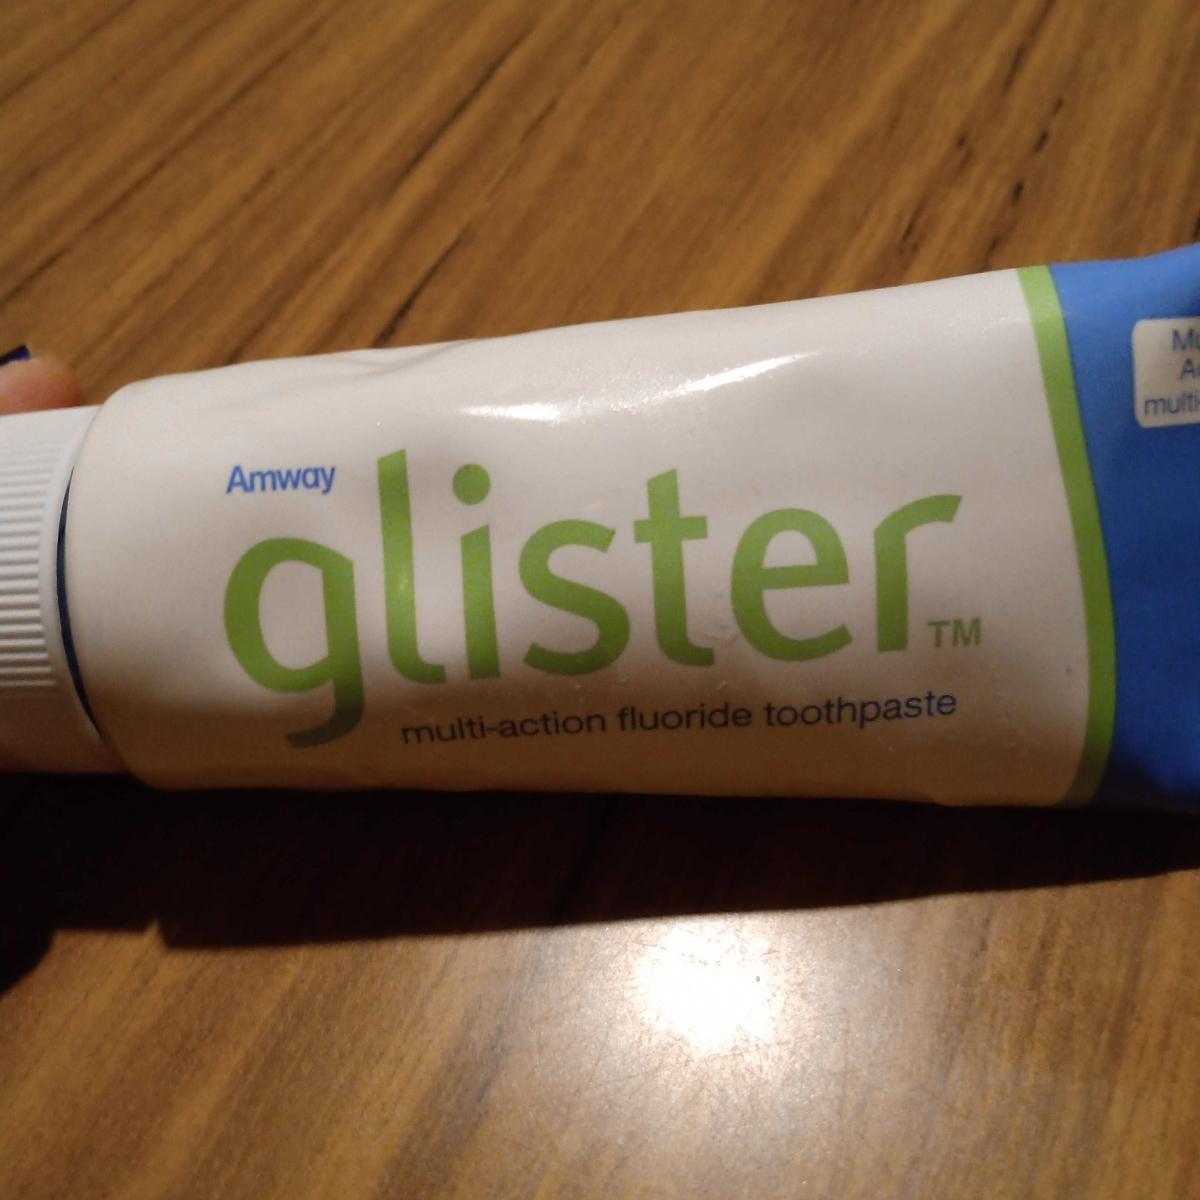 Amway
glister™
multi-action fluoride toothpaste